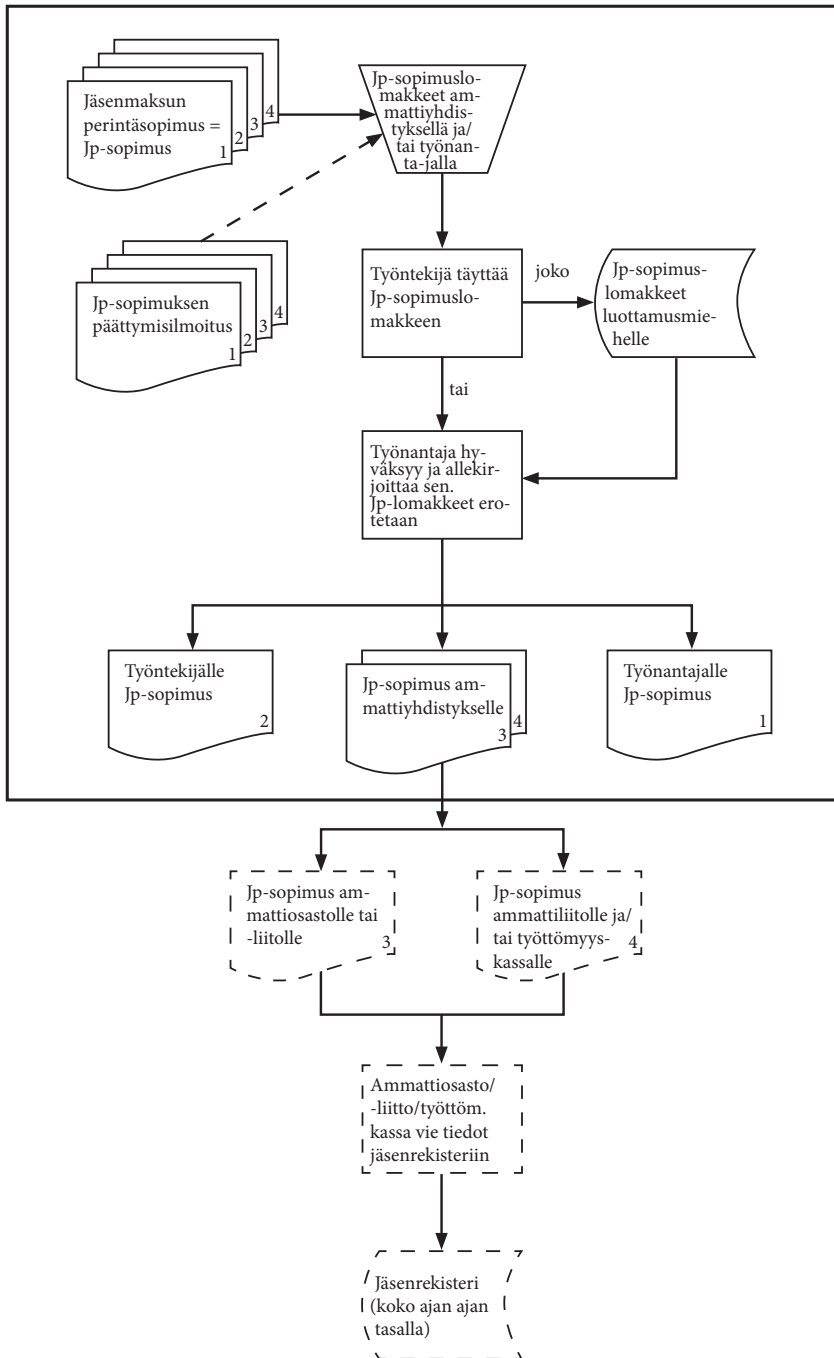 Jäsenmaksun
perintäsopimus =
Jp-sopimus
1
2
3
4
Jp-sopimuslo-
makkeet am-
mattiyhdis-
tyksellä ja/
tai työnan-
ta-jalla
Jp-sopimuksen
päättymisilmoitus
1
2
3
4
Työntekijä täyttää
Jp-sopimuslo-
makkeen
joko
Jp-sopimus-
lomakkeet
luottamusmie-
helle
tai
Työnantaja hy-
väksyy ja allekir-
joittaa sen.
Jp-lomakkeet ero-
tetaan
Työntekijälle
Jp-sopimus
2
Jp-sopimus am-
mattiyhdistykselle
3
4
Työnantajalle
Jp-sopimus
1
Jp-sopimus am-
mattiosastolle tai
-liitolle
3
Jp-sopimus
ammattiliitolle ja/
tai työttömyys-
kassalle
4
Ammattiosasto/
-liitto/työttöm.
kassa vie tiedot
jäsenrekisteriin
Jäsenrekisteri
(koko ajan ajan
tasalla)